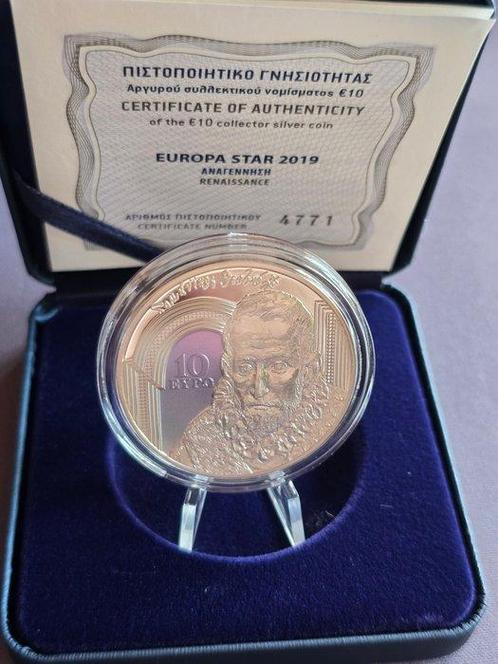 ΠΙΣΤΟΠΟΙΗΤΙΚΟ ΓΝΗΣΙΟΤΗΤΑΣ
Αργυρού συλλεκτικού νομίσματος €10
CERTIFICATE OF AUTHENTICITY
of the €10 collector silver coin
EUROPA STAR 2019
ΑΝΑΓΕΝΝΗΣΗ
RENAISSANCE
ΑΡΙΘΜΟΣ ΠΙΣΤΟΠΟΙΗΤΙΚΟΥ
CERTIFICATE NUMBER 4771
10
ΕΥΡΩ